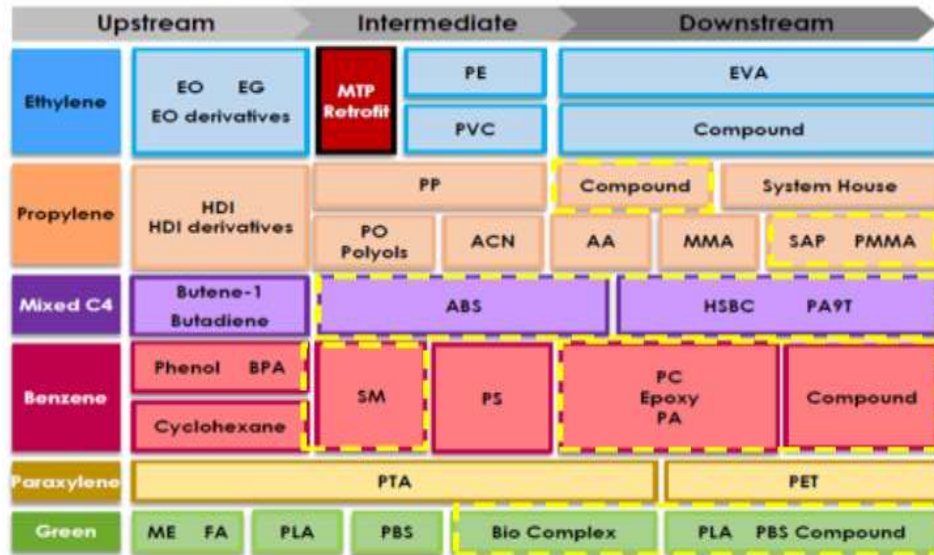 Upstream Intermediate Downstream
Ethylene
EO EG
EO derivatives
MTP
Retrofit
PE
PVC
EVA
Compound
Propylene
HDI
HDI derivatives
PP
Compound
System House
PO
Polyols
ACN
AA
MMA
SAP PMMA
Mixed C4
Butene-1
Butadiene
ABS
HSBC PA9T
Benzene
Phenol BPA
Cyclohexane
SM
PS
PC
Epoxy
PA
Compound
Paraxylene
PTA
PET
Green
ME FA
PLA
PBS
Bio Complex
PLA PBS Compound